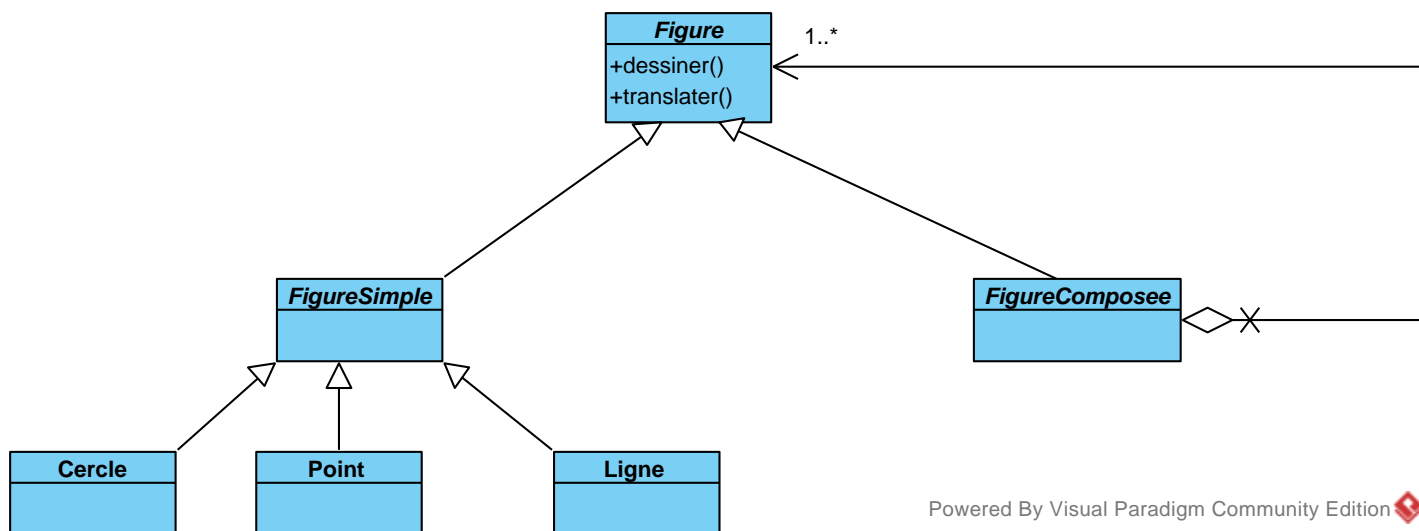 Figure
1..*
+dessiner()
+translater()
FigureSimple
FigureComposee
Cercle
Point
Ligne
Powered By Visual Paradigm Community Edition